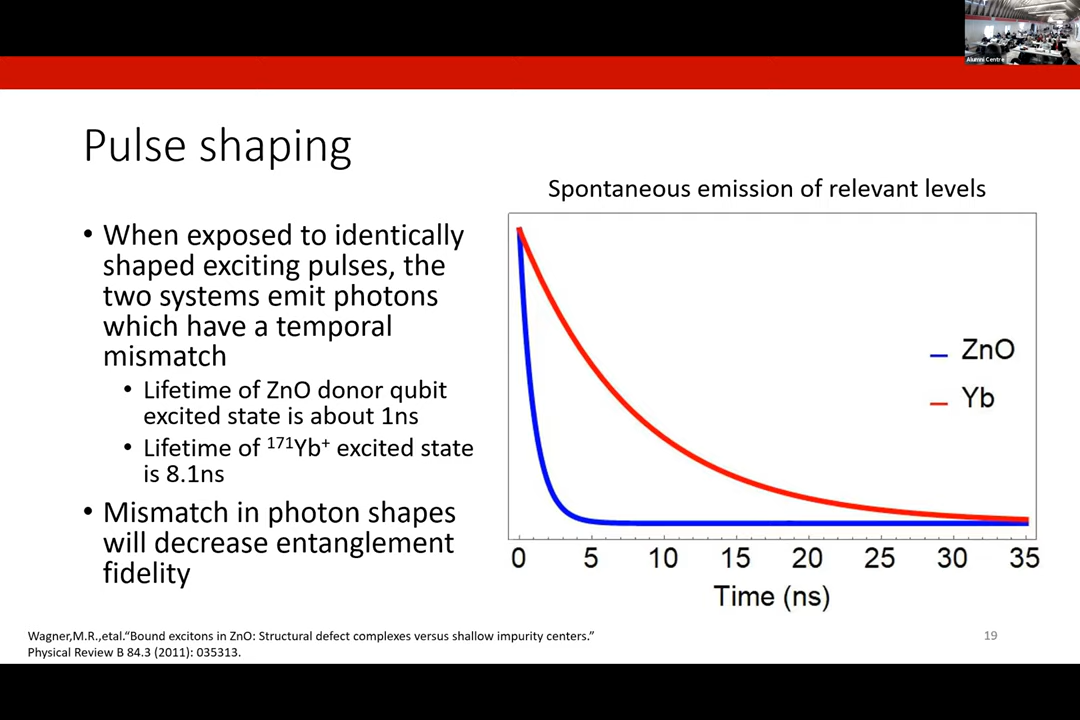 Alumni Centre
Pulse shaping
• When exposed to identically
shaped exciting pulses, the
two systems emit photons
which have a temporal
mismatch
• Lifetime of ZnO donor qubit
excited state is about 1ns
• Lifetime of ¹⁷¹Yb⁺ excited state
is 8.1ns
• Mismatch in photon shapes
will decrease entanglement
fidelity
Spontaneous emission of relevant levels
ZnO
Yb
0 5 10 15 20 25 30 35
Time (ns)
Wagner,M.R.,etal.“Bound excitons in ZnO: Structural defect complexes versus shallow impurity centers.”
Physical Review B 84.3 (2011): 035313.
19